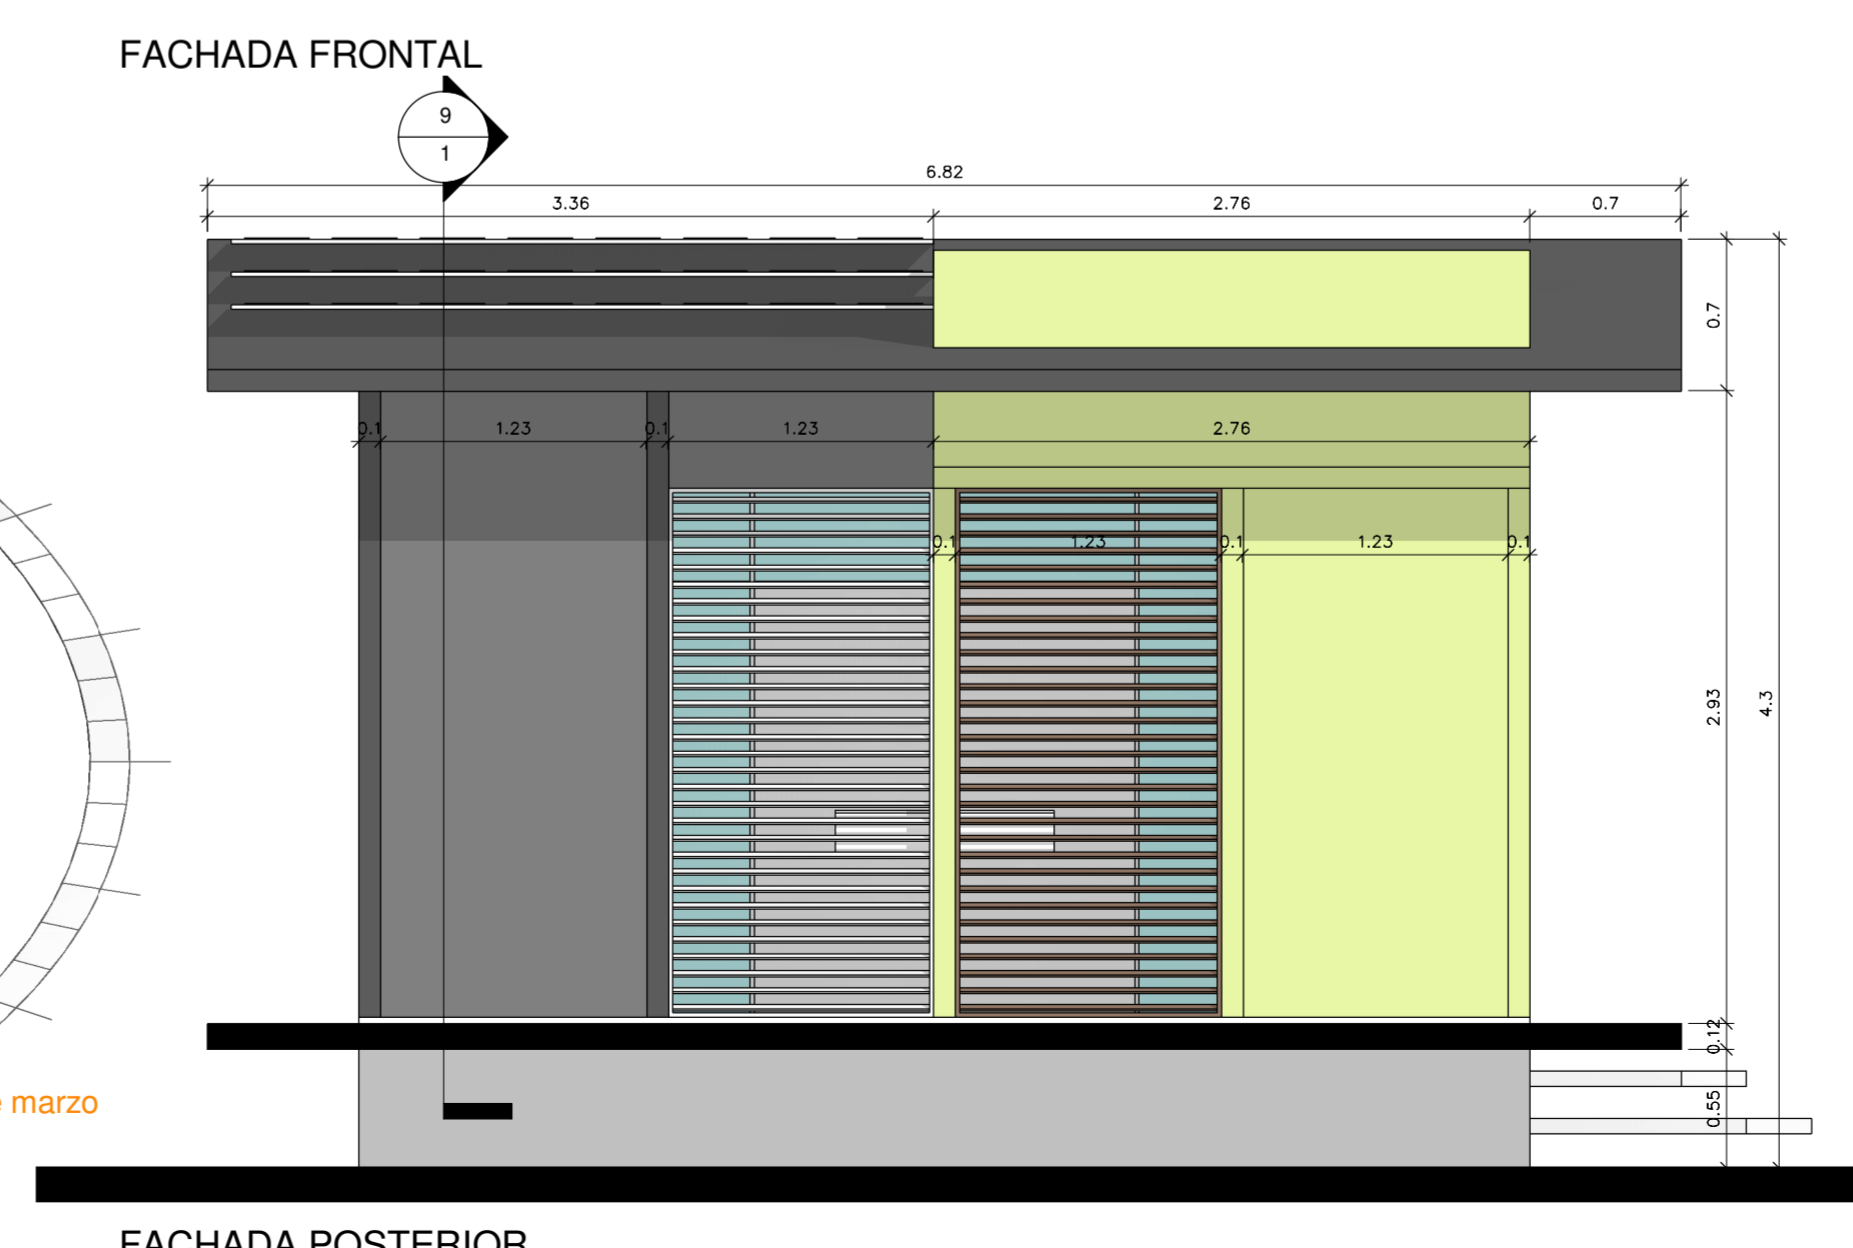 FACHADA FRONTAL
9
1
6.82
3.36 2.76 0.7
0.7
0.1 1.23 0.1 1.23 2.76
0.1 1.23 0.1 1.23 0.1
2.93
4.3
0.12
0.55
e marzo
FACHADA POSTERIOR